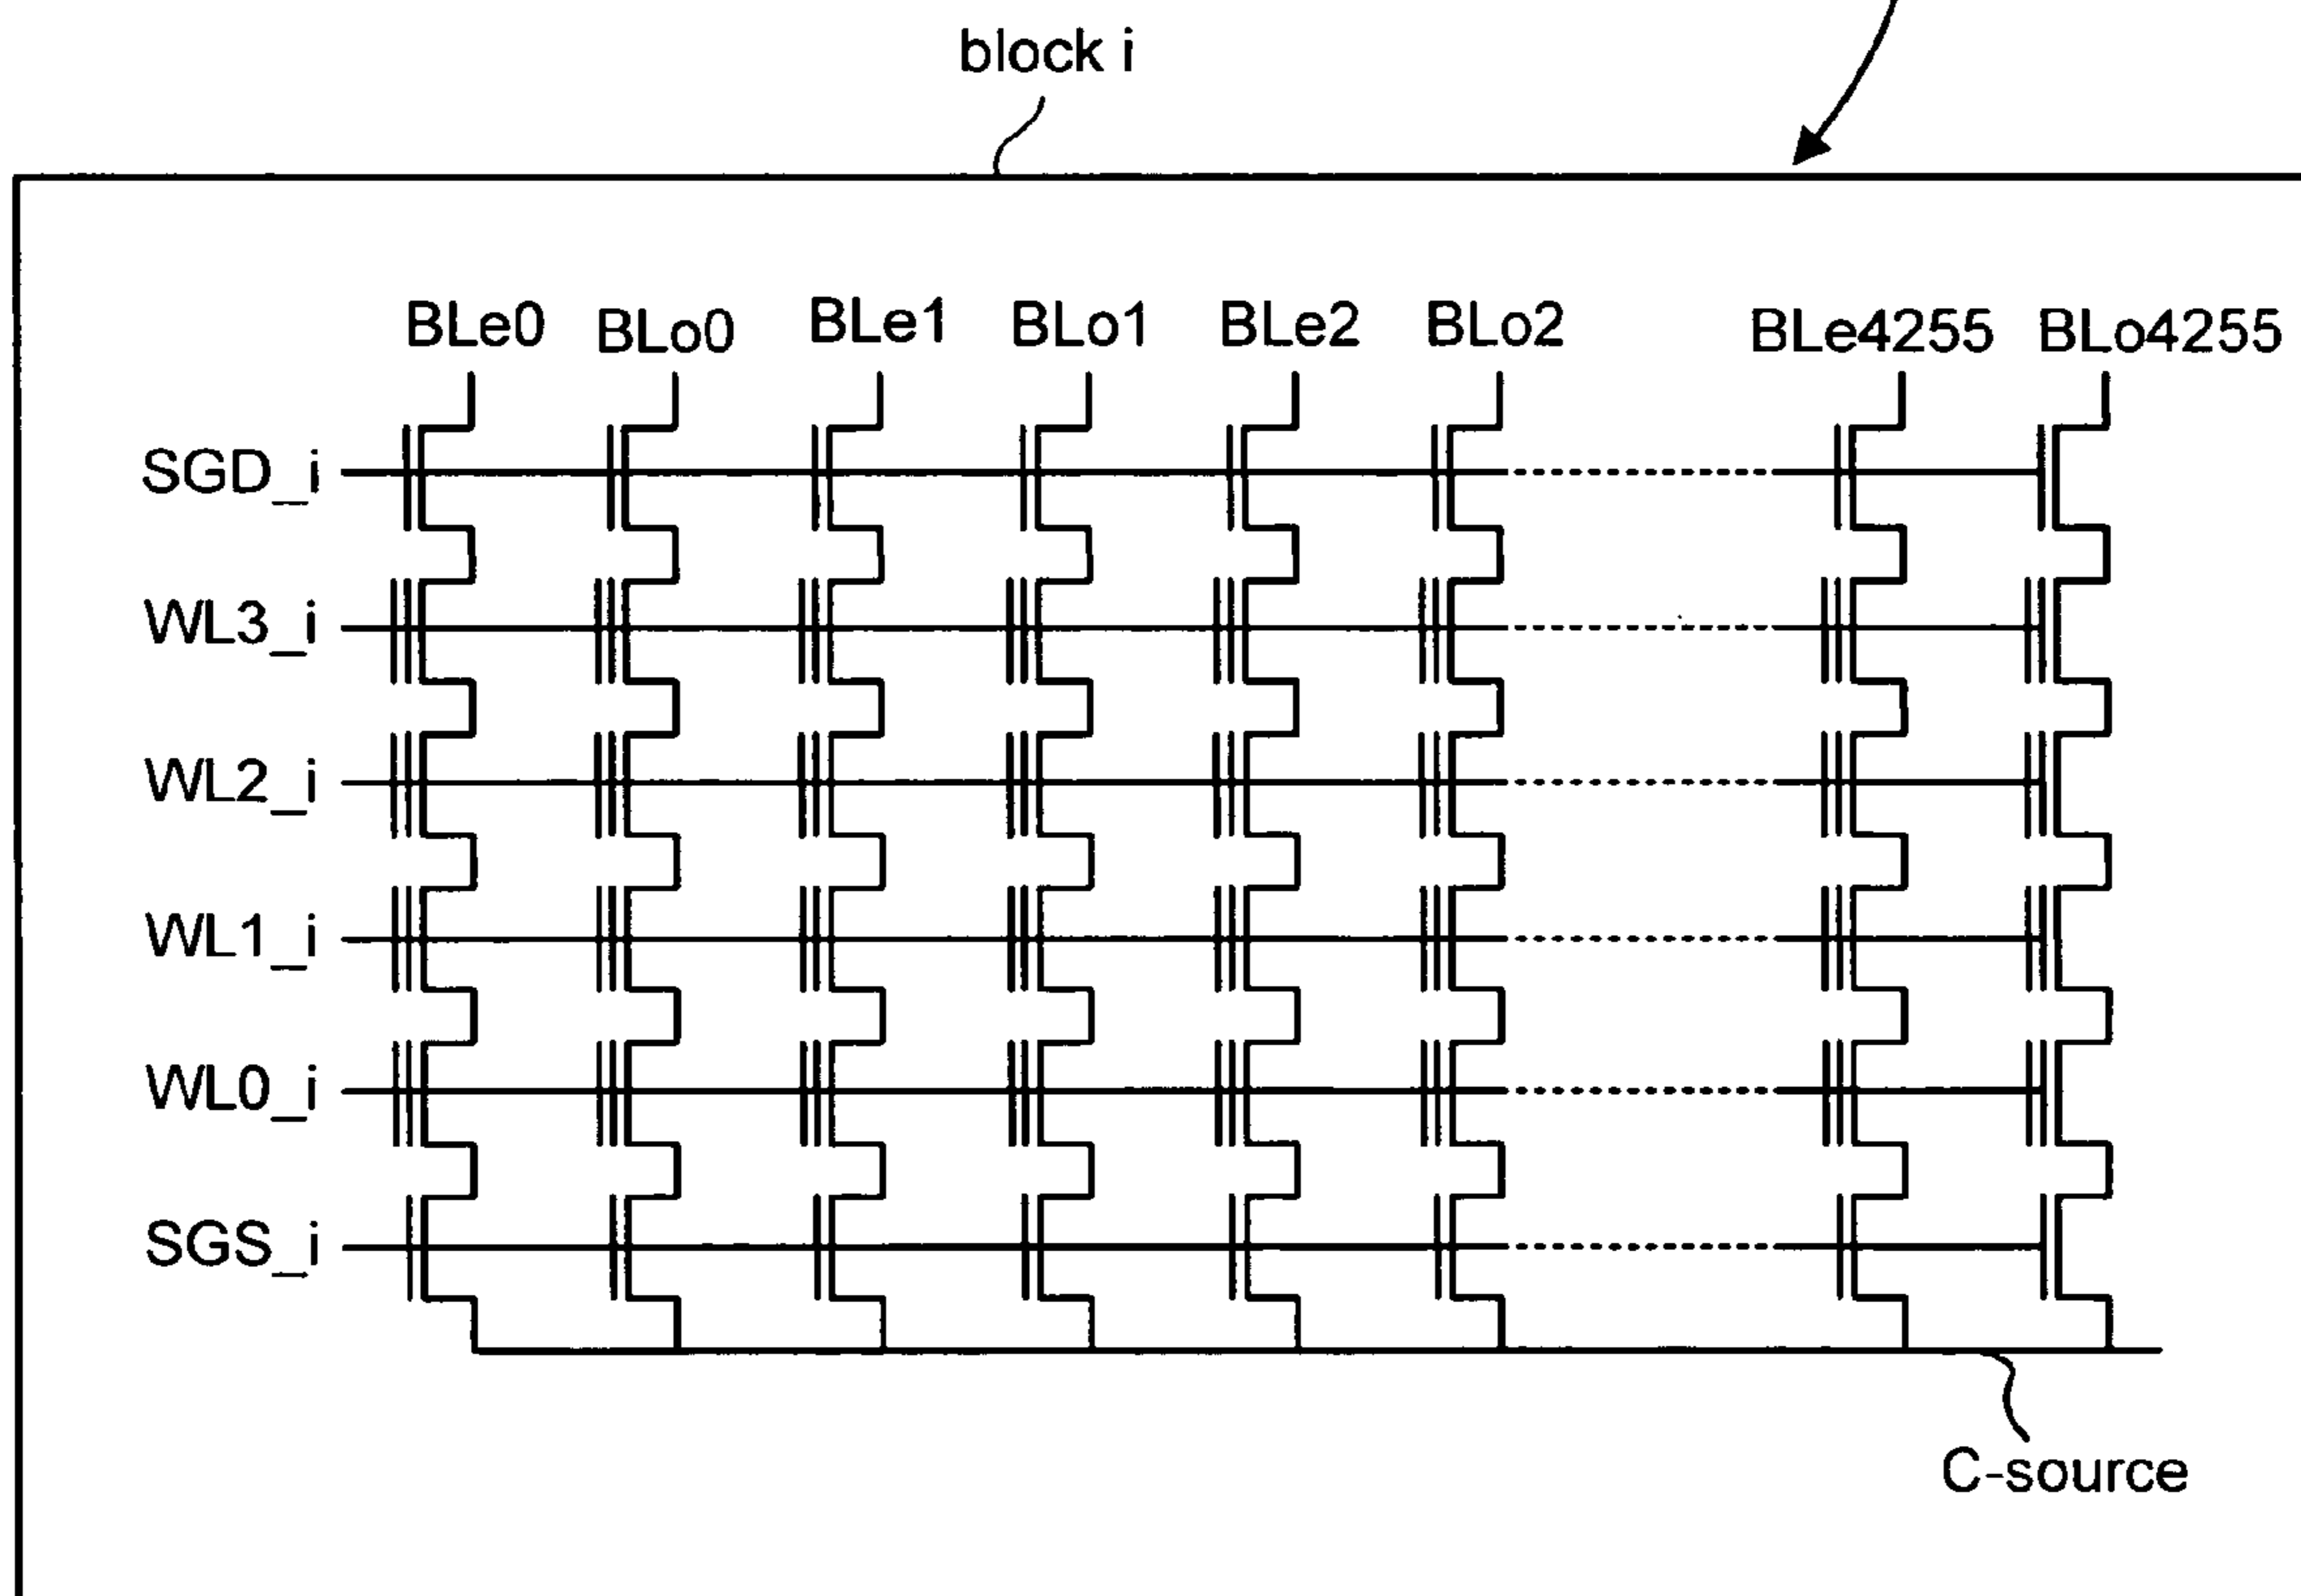 block i
BLe0 BLo0 BLe1 BLo1 BLe2 BLo2 BLe4255 BLo4255
SGD_i
WL3_i
WL2_i
WL1_i
WL0_i
SGS_i
C-source